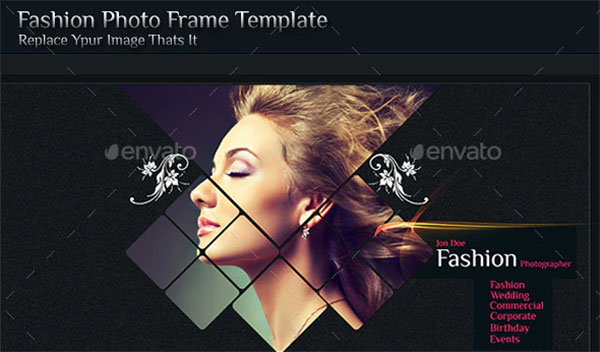 Fashion Photo Frame Template
Replace Ypur Image Thats It
envato
envato
Jon Doe
Fashion Photographer
Fashion
Wedding
Commercial
Corporate
Birthday
Events